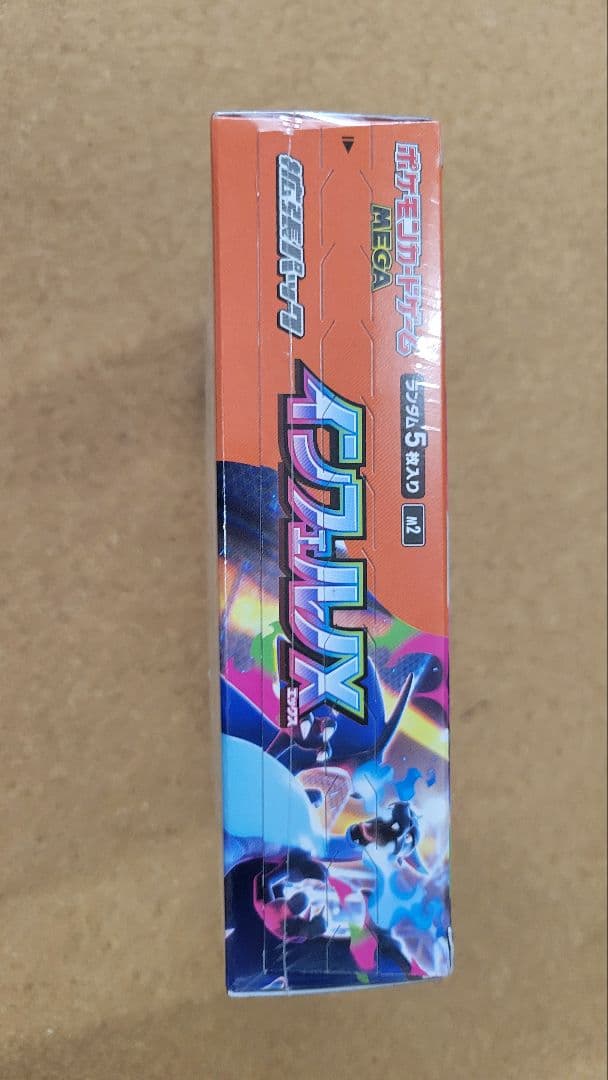 ポケモンカードゲーム
MEGA
ランダム5枚入り
M2
拡張パック
インフェルノX
エックス